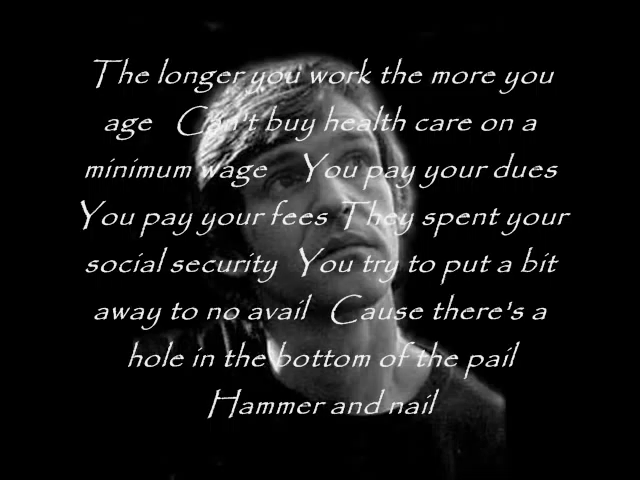 The longer you work the more you
age Can't buy health care on a
minimum wage You pay your dues
You pay your fees They spent your
social security You try to put a bit
away to no avail Cause there's a
hole in the bottom of the pail
Hammer and nail